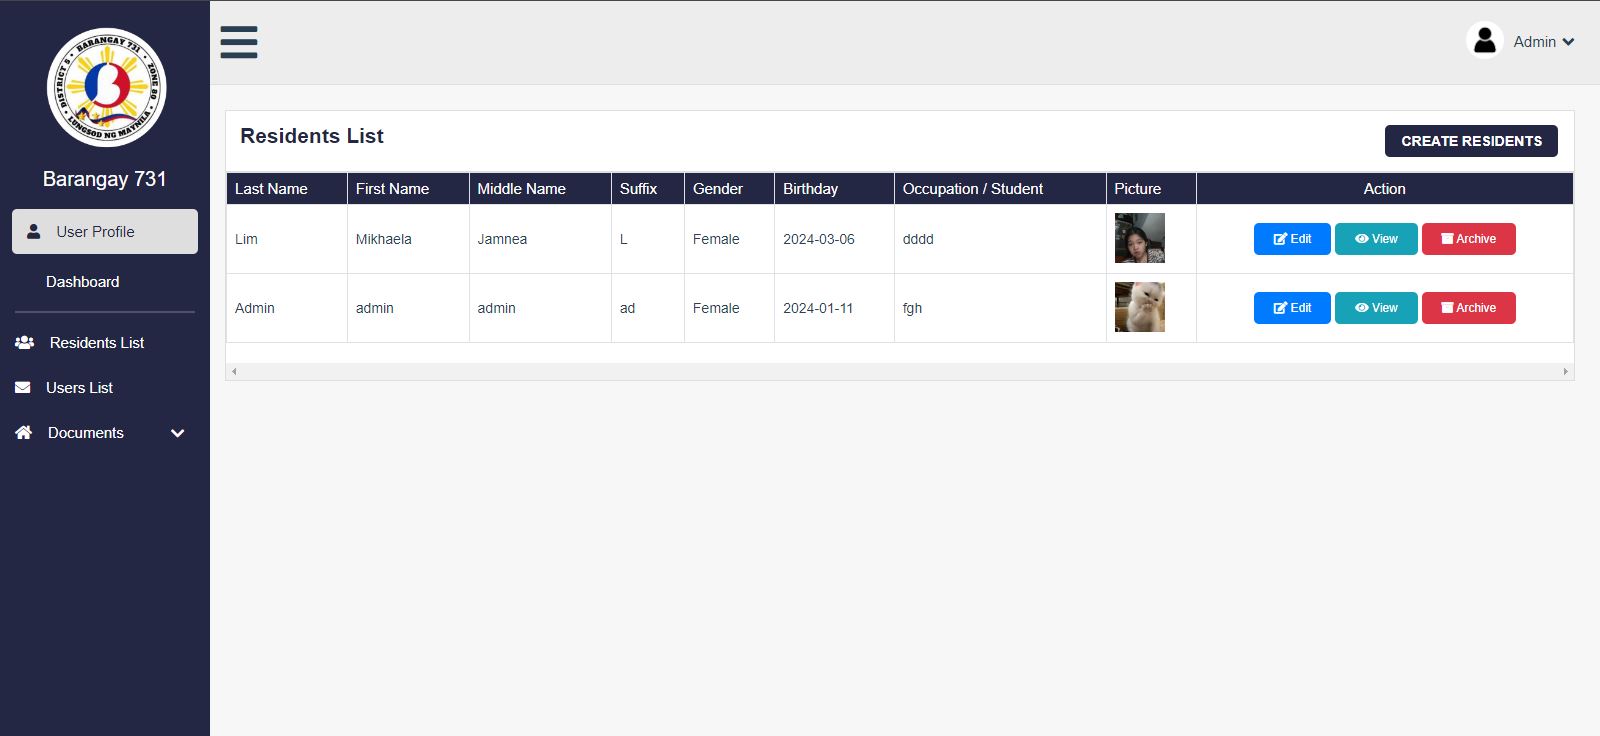 BARANGAY 731
DISTRICT 5
ZONE 80
LUNGSOD NG MAYNILA
Barangay 731
User Profile
Dashboard
Residents List
Users List
Documents
Admin
Residents List
CREATE RESIDENTS
Last Name First Name Middle Name Suffix Gender Birthday Occupation / Student Picture Action
Lim Mikhaela Jamnea L Female 2024-03-06 dddd Edit View Archive
Admin admin admin ad Female 2024-01-11 fgh Edit View Archive